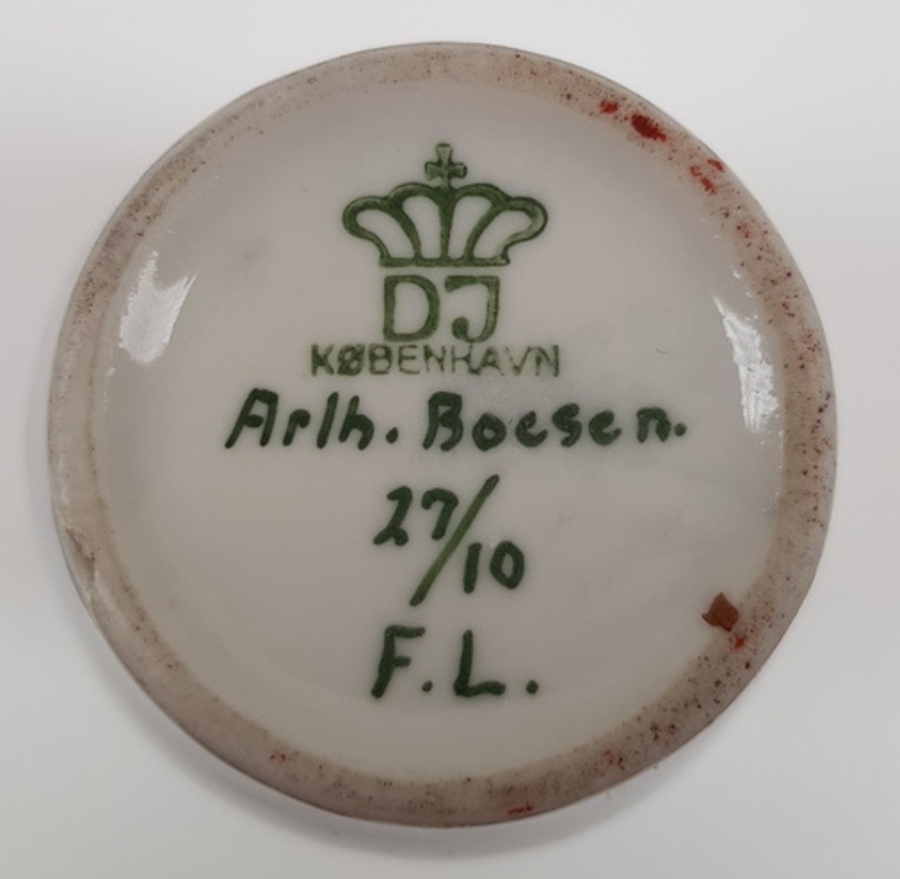 DJ
KØBENHAVN
Arlh. Boesen.
27/10
F.L.